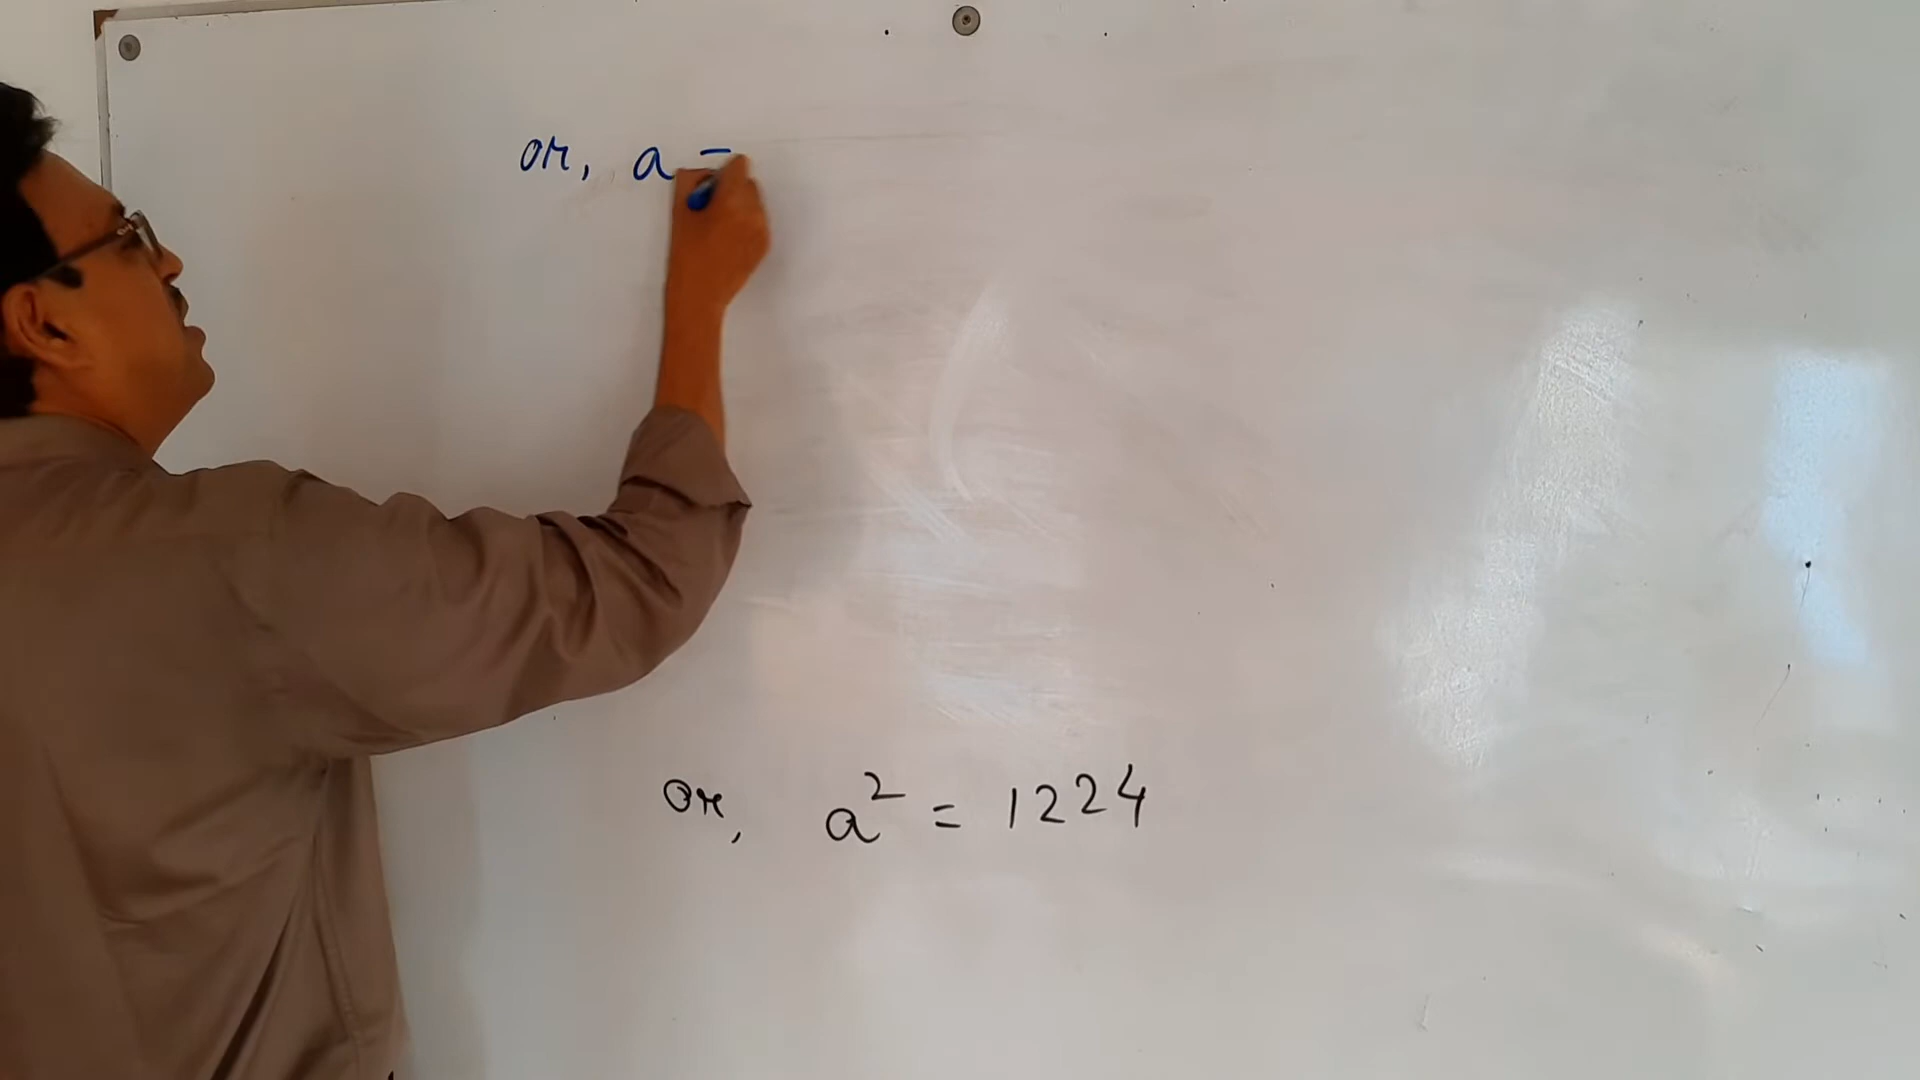 or, a =
or, a² = 1224